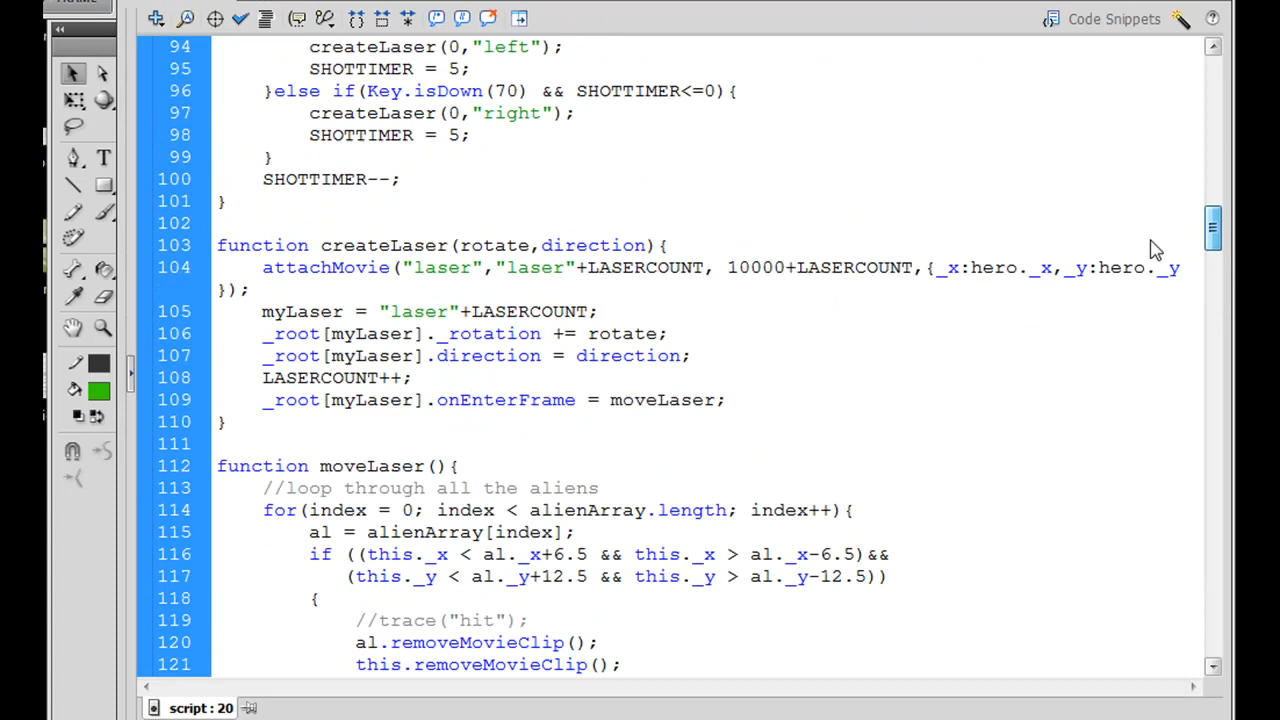 FRAME
Code Snippets
94 createLaser(0,"left");
95 SHOTTIMER = 5;
96 }else if(Key.isDown(70) && SHOTTIMER<=0){
97 createLaser(0,"right");
98 SHOTTIMER = 5;
99 }
100 SHOTTIMER--;
101 }
102
103 function createLaser(rotate,direction){
104 attachMovie("laser","laser"+LASERCOUNT, 10000+LASERCOUNT,{_x:hero._x,_y:hero._y
});
105 myLaser = "laser"+LASERCOUNT;
106 _root[myLaser]._rotation += rotate;
107 _root[myLaser].direction = direction;
108 LASERCOUNT++;
109 _root[myLaser].onEnterFrame = moveLaser;
110 }
111
112 function moveLaser(){
113 //loop through all the aliens
114 for(index = 0; index < alienArray.length; index++){
115 al = alienArray[index];
116 if ((this._x < al._x+6.5 && this._x > al._x-6.5)&&
117 (this._y < al._y+12.5 && this._y > al._y-12.5))
118 {
119 //trace("hit");
120 al.removeMovieClip();
121 this.removeMovieClip();
script : 20